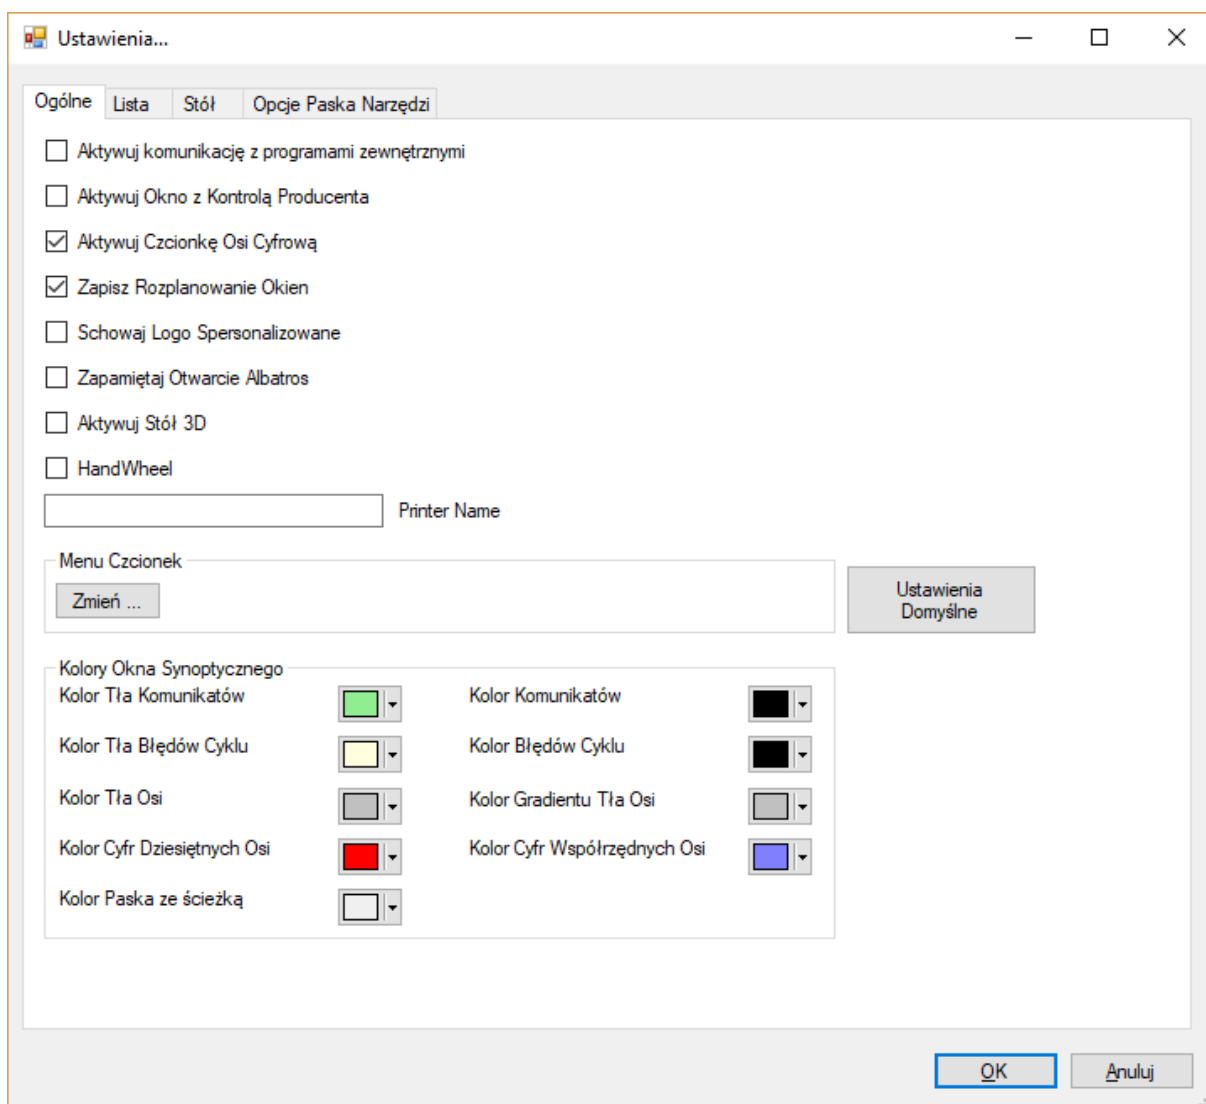 Ustawienia...
Ogólne Lista Stół Opcje Paska Narzędzi
Aktywuj komunikację z programami zewnętrznymi
Aktywuj Okno z Kontrolą Producenta
Aktywuj Czcionkę Osi Cyfrową
Zapisz Rozplanowanie Okien
Schowaj Logo Spersonalizowane
Zapamiętaj Otwarcie Albatros
Aktywuj Stół 3D
HandWheel
Printer Name
Menu Czcionek
Zmień ...
Ustawienia
Domyślne
Kolory Okna Synoptycznego
Kolor Tła Komunikatów Kolor Komunikatów
Kolor Tła Błędów Cyklu Kolor Błędów Cyklu
Kolor Tła Osi Kolor Gradientu Tła Osi
Kolor Cyfr Dziesiętnych Osi Kolor Cyfr Współrzędnych Osi
Kolor Paska ze ścieżką
OK Anuluj